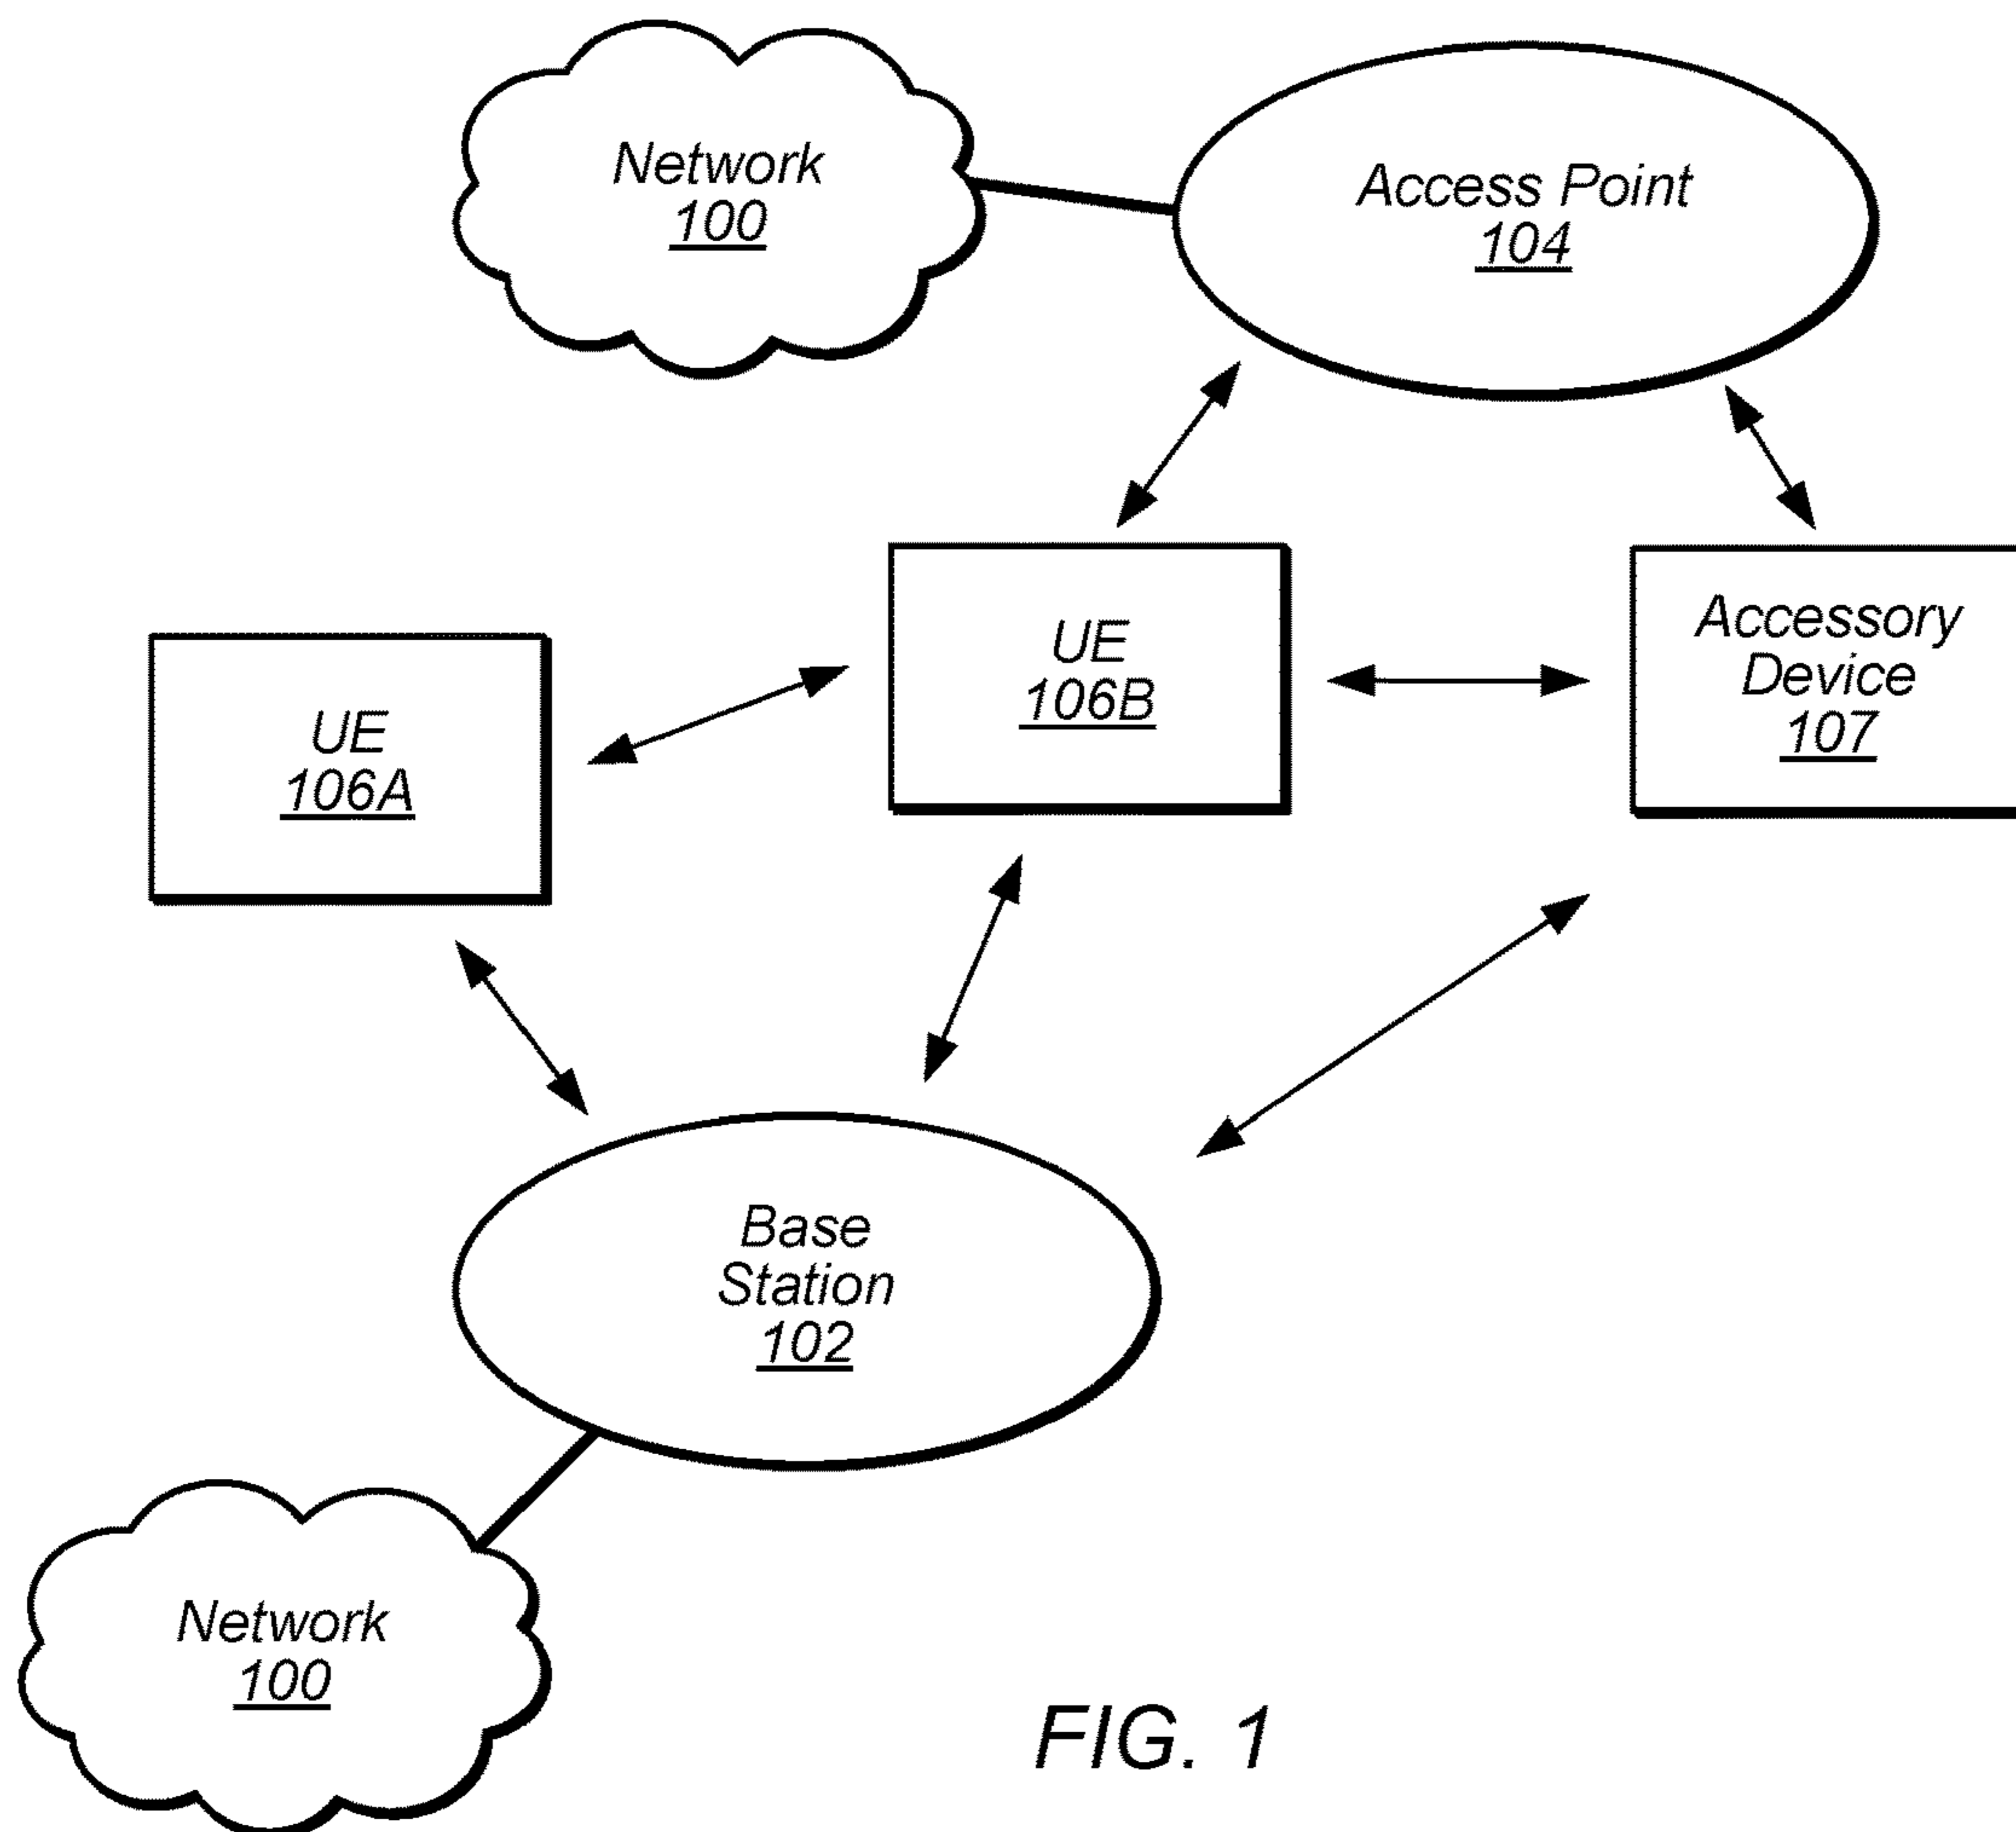 Network
100
Access Point
104
UE
106A
UE
106B
Accessory
Device
107
Base
Station
102
Network
100
FIG. 1